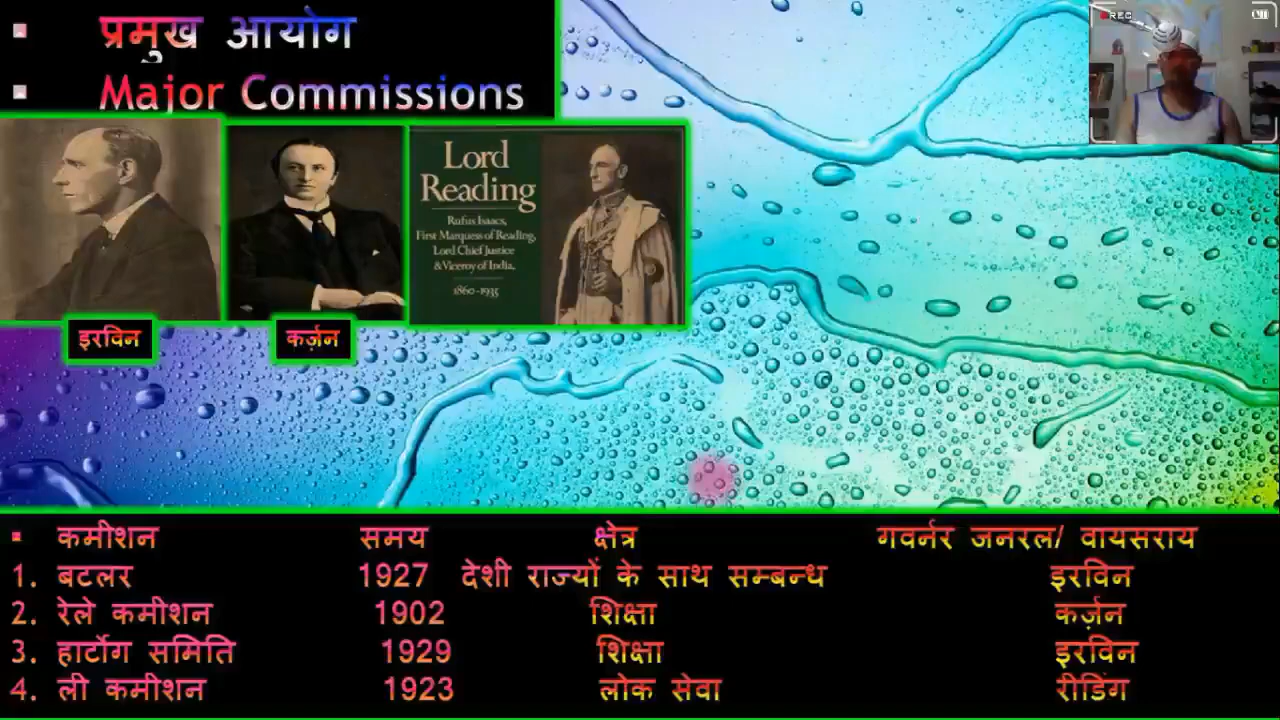 ▪ प्रमुख आयोग
▪ Major Commissions
REC
Lord
Reading
Rufus Isaacs,
First Marquess of Reading,
Lord Chief Justice
& Viceroy of India,
1860-1935
इरविन
कर्ज़न
▪ कमीशन समय क्षेत्र गवर्नर जनरल/ वायसराय
1. बटलर 1927 देशी राज्यों के साथ सम्बन्ध इरविन
2. रेले कमीशन 1902 शिक्षा कर्ज़न
3. हार्टोग समिति 1929 शिक्षा इरविन
4. ली कमीशन 1923 लोक सेवा रीडिंग